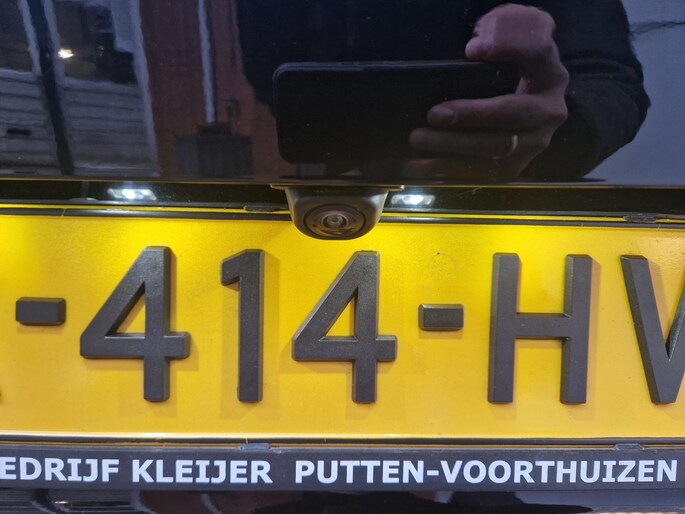 -414-HV
EDRIJF KLEIJER PUTTEN-VOORTHUIZEN